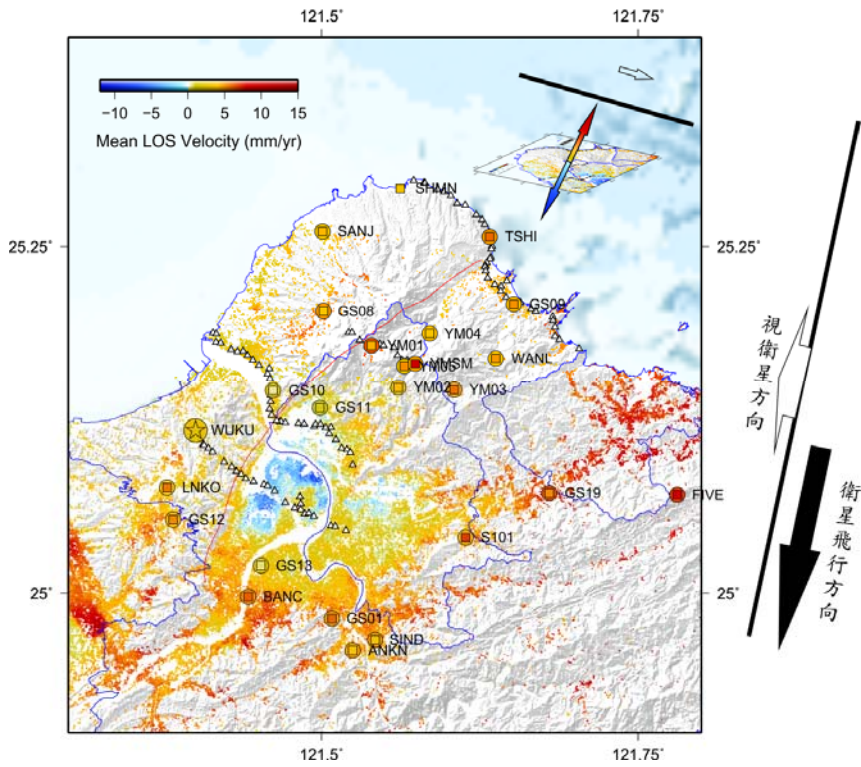 121.5°
121.75°
−10 −5 0 5 10 15
Mean LOS Velocity (mm/yr)
SHMN
SANJ
TSHI
25.25°
25.25°
GS09
GS08
YM04
YM01
WANL
MMSM
YM05
YM02
YM03
GS10
GS11
WUKU
LNKO
GS19
FIVE
GS12
S101
GS13
25°
25°
BANC
GS01
SIND
ANKN
121.5°
121.75°
視衛星方向
衛星飛行方向